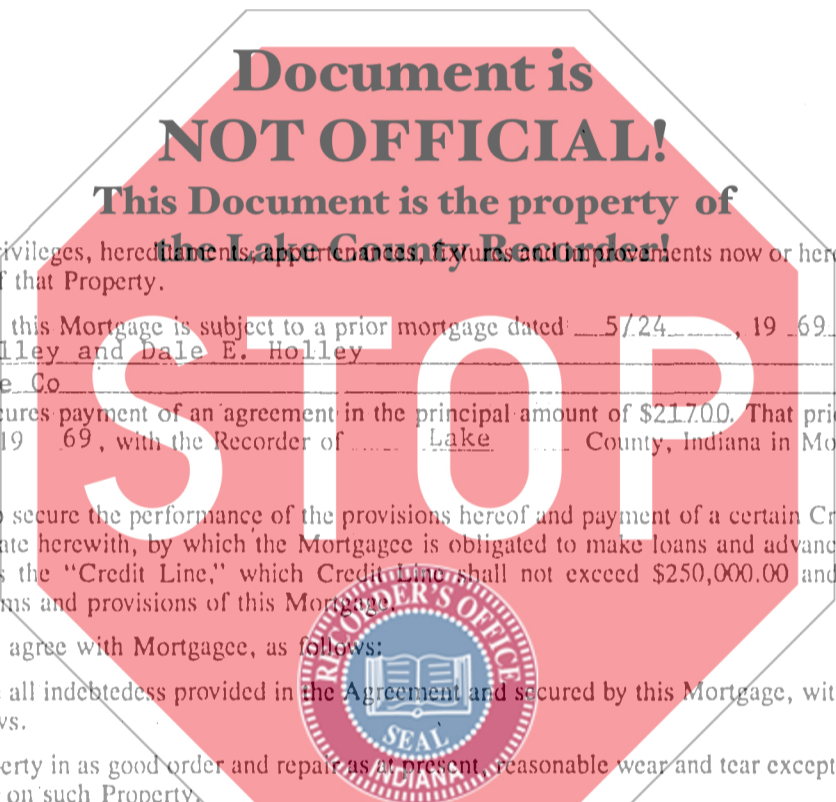 Document is
NOT OFFICIAL!
This Document is the property of
the Lake County Recorder!
ivileges, hereditaments, appurtenances, fixtures and improvements now or here
f that Property.
this Mortgage is subject to a prior mortgage dated 5/24, 19 69
lley and Dale E. Holley
e Co
cures payment of an agreement in the principal amount of $21700. That pri
19 69, with the Recorder of Lake County, Indiana in Mo
STOP
o secure the performance of the provisions hereof and payment of a certain Cr
ate herewith, by which the Mortgagee is obligated to make loans and advanc
s the “Credit Line,” which Credit Line shall not exceed $250,000.00 and
ms and provisions of this Mortgage.
agree with Mortgagee, as follows:
all indebtedess provided in the Agreement and secured by this Mortgage, wit
ws.
erty in as good order and repair as at present, reasonable wear and tear except
on such Property.
RECORDER'S OFFICE
SEAL
INDIANA